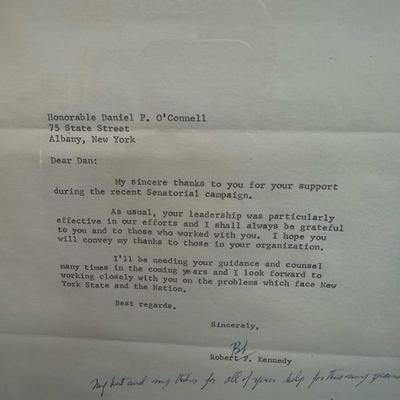 Honorable Daniel P. O'Connell
75 State Street
Albany, New York
Dear Dan:
My sincere thanks to you for your support
during the recent Senatorial campaign.
As usual, your leadership was particularly
effective in our efforts and I shall always be grateful
to you and to those who worked with you. I hope you
will convey my thanks to those in your organization.
I'll be needing your guidance and counsel
many times in the coming years and I look forward to
working closely with you on the problems which face New
York State and the Nation.
Best regards.
Sincerely,
Robert F. Kennedy
and my for all of your help for